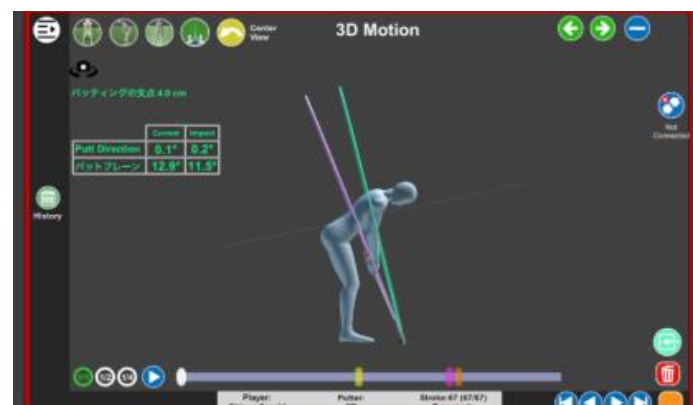 Center
View
3D Motion
パッティングの支点 4.0 cm
Current Impact
Putt Direction 0.1° 0.2°
パットプレーン 12.9° 11.5°
Not
Connected
History
1/2 1/4
Player: Putter: Stroke:67 (67/67)